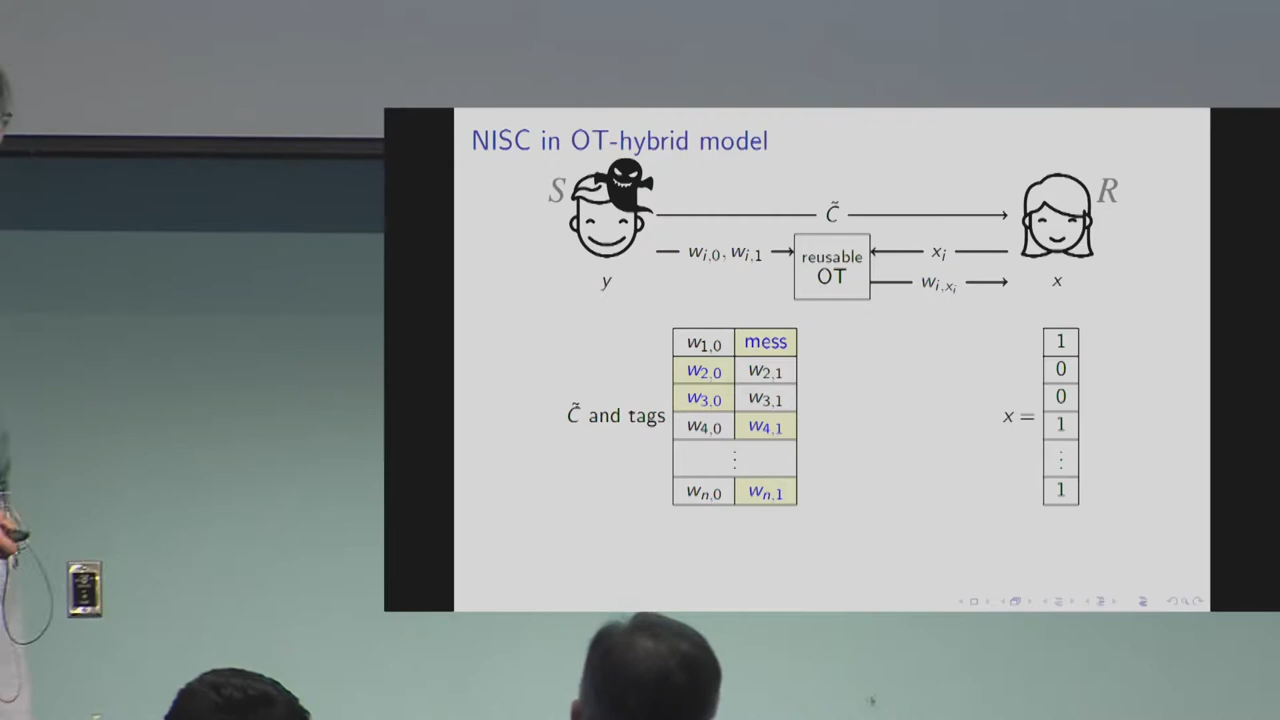 NISC in OT-hybrid model
S R
C̃
w_{i,0}, w_{i,1} reusable OT x_i
w_{i,x_i}
y x
w_{1,0} mess 1
w_{2,0} w_{2,1} 0
w_{3,0} w_{3,1} 0
C̃ and tags x =
w_{4,0} w_{4,1} 1
⋮ ⋮
w_{n,0} w_{n,1} 1